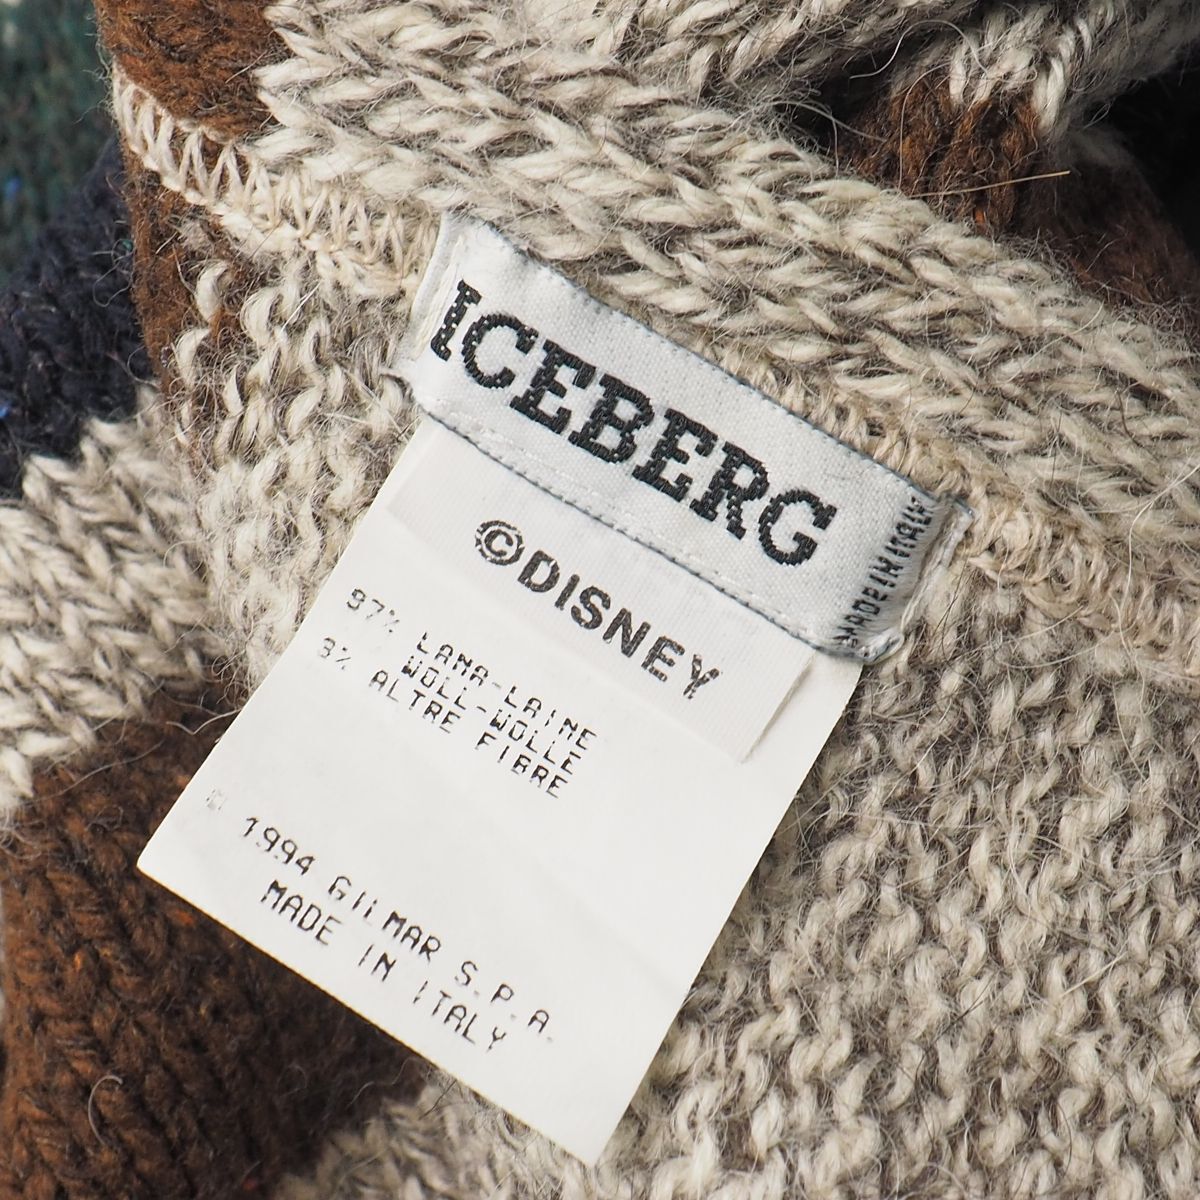 ICEBERG
MADE IN ITALY
©DISNEY
97% LANA-LAINE
WOLL-WOLLE
3% ALTRE FIBRE
© 1994 GILMAR S.P.A.
MADE IN ITALY